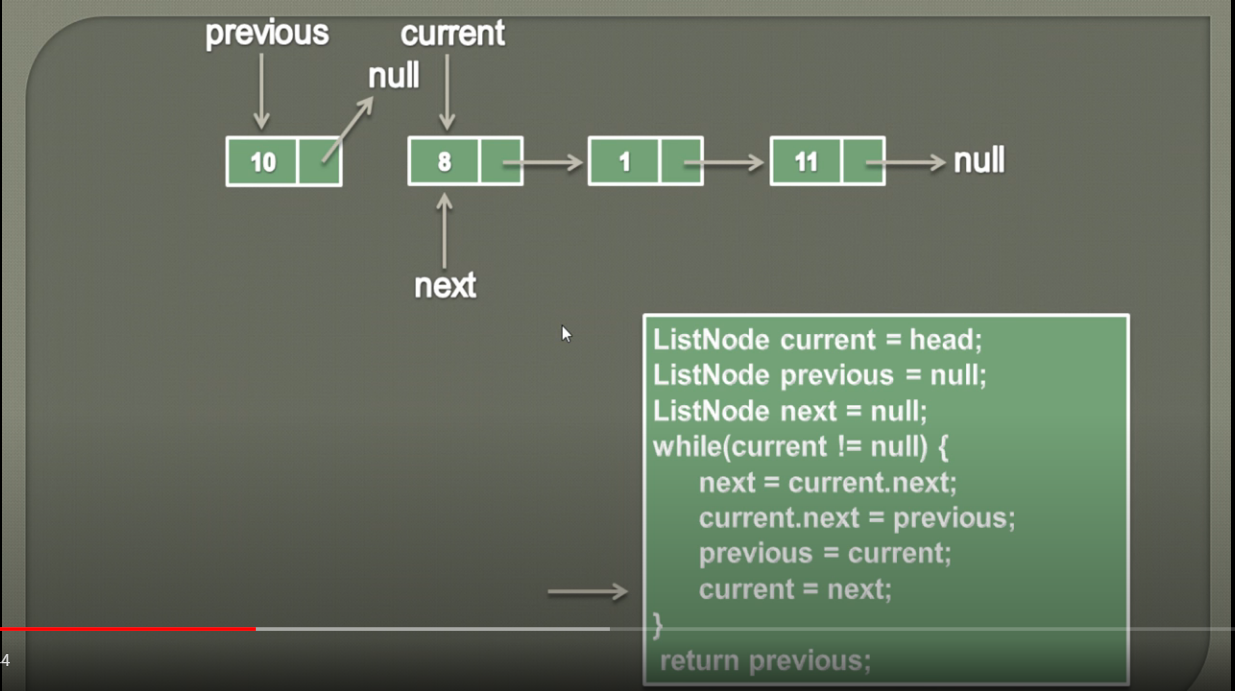 previous current
null
10 8 1 11 null
next
ListNode current = head;
ListNode previous = null;
ListNode next = null;
while(current != null) {
next = current.next;
current.next = previous;
previous = current;
current = next;
}
4
return previous;